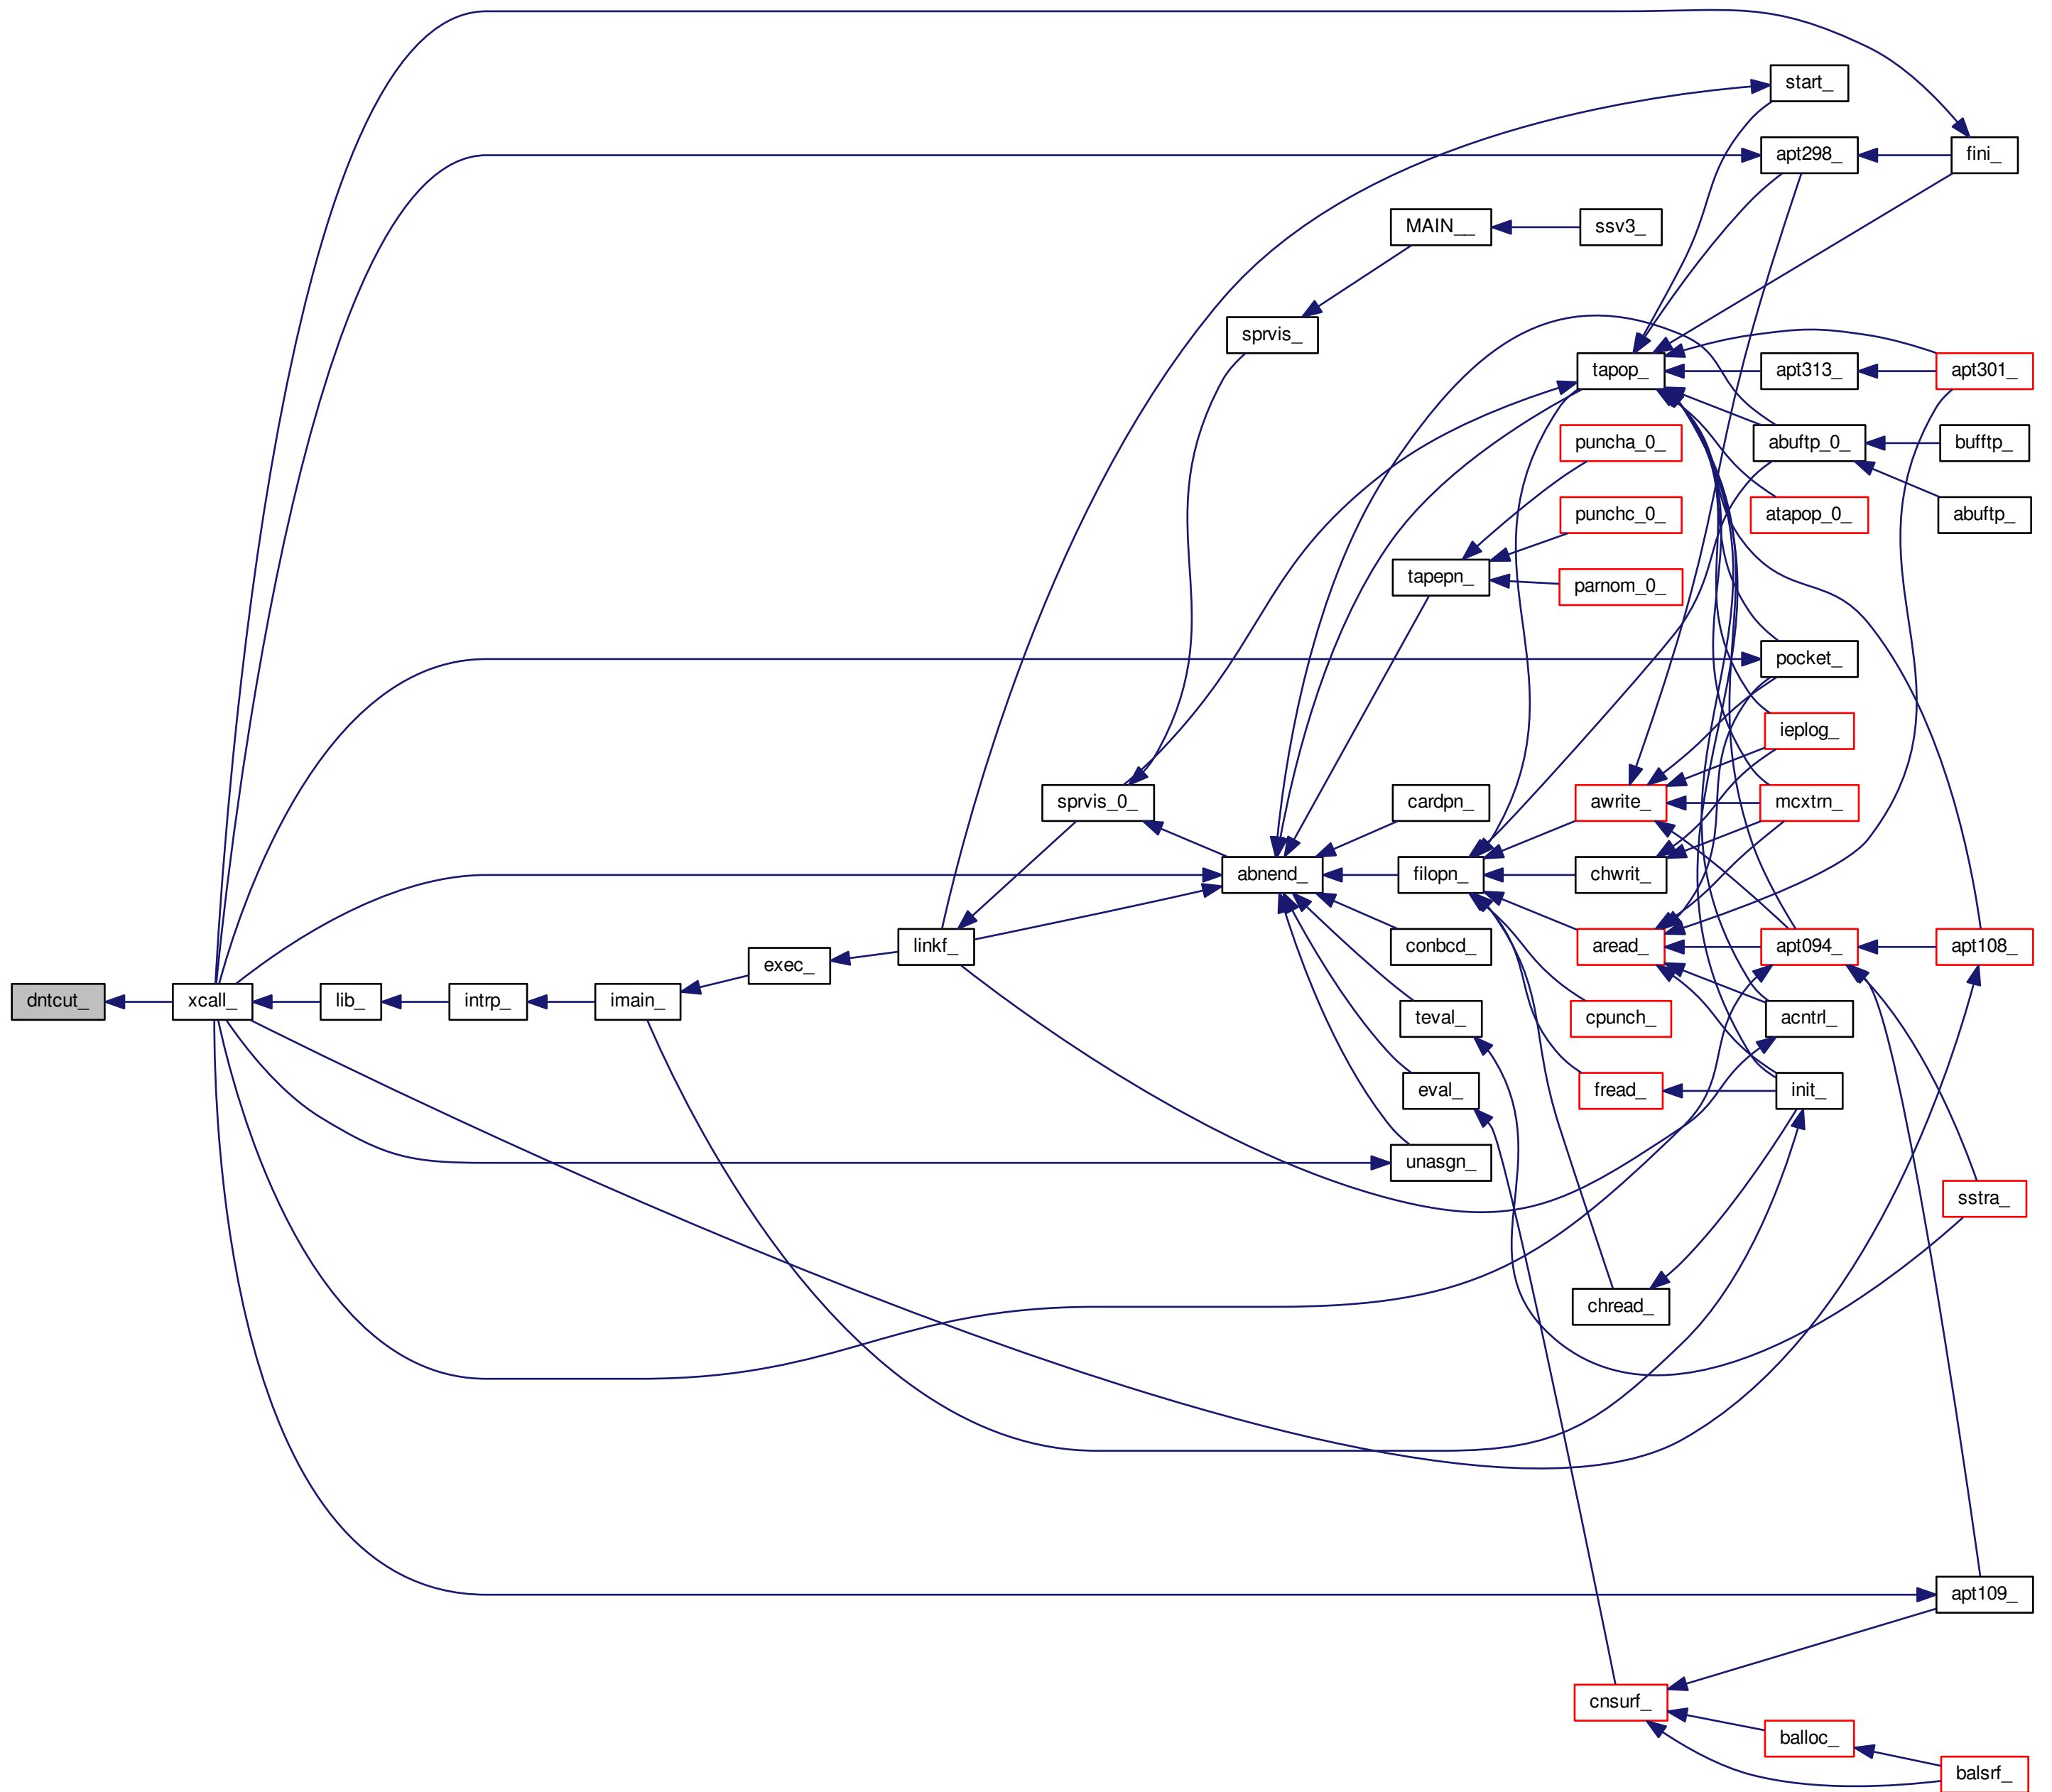 start_
apt298_
fini_
MAIN__
ssv3_
sprvis_
tapop_
apt313_
apt301_
puncha_0_
abuftp_0_
bufftp_
punchc_0_
atapop_0_
abuftp_
tapepn_
parnom_0_
pocket_
ieplog_
sprvis_0_
cardpn_
awrite_
mcxtrn_
abnend_
filopn_
chwrit_
linkf_
conbcd_
aread_
apt094_
apt108_
exec_
dntcut_
xcall_
lib_
intrp_
imain_
teval_
cpunch_
acntrl_
eval_
fread_
init_
unasgn_
sstra_
chread_
apt109_
cnsurf_
balloc_
balsrf_